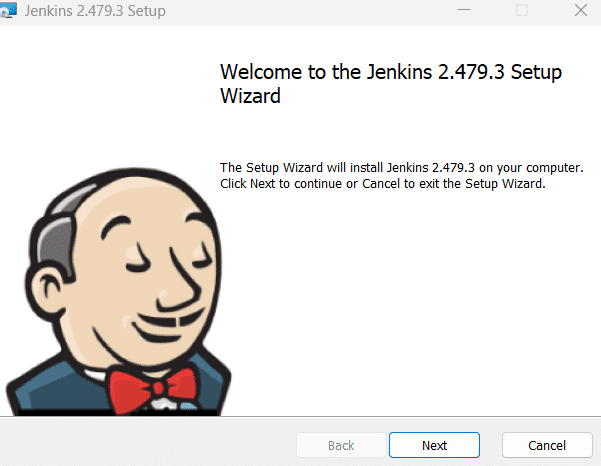 Jenkins 2.479.3 Setup
Welcome to the Jenkins 2.479.3 Setup
Wizard
The Setup Wizard will install Jenkins 2.479.3 on your computer.
Click Next to continue or Cancel to exit the Setup Wizard.
Back
Next
Cancel